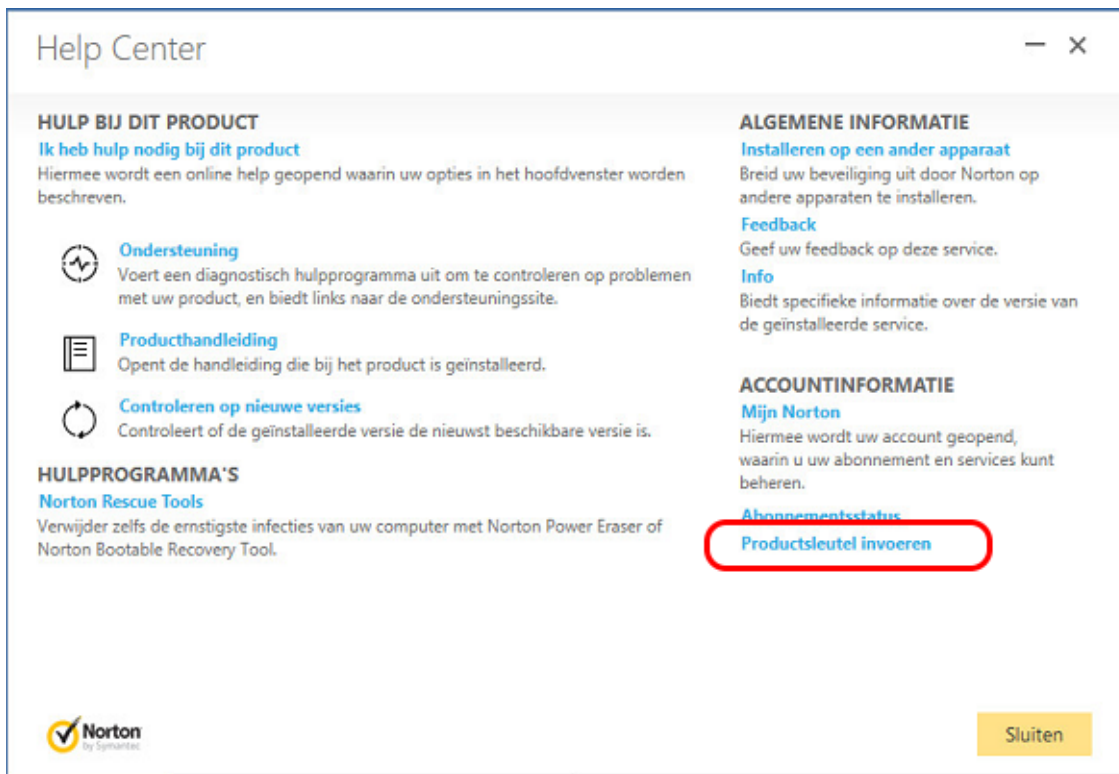 Help Center
HULP BIJ DIT PRODUCT
Ik heb hulp nodig bij dit product
Hiermee wordt een online help geopend waarin uw opties in het hoofdvenster worden
beschreven.
Ondersteuning
Voert een diagnostisch hulpprogramma uit om te controleren op problemen
met uw product, en biedt links naar de ondersteuningssite.
Producthandleiding
Opent de handleiding die bij het product is geïnstalleerd.
Controleren op nieuwe versies
Controleert of de geïnstalleerde versie de nieuwst beschikbare versie is.
HULPPROGRAMMA'S
Norton Rescue Tools
Verwijder zelfs de ernstigste infecties van uw computer met Norton Power Eraser of
Norton Bootable Recovery Tool.
ALGEMENE INFORMATIE
Installeren op een ander apparaat
Breid uw beveiliging uit door Norton op
andere apparaten te installeren.
Feedback
Geef uw feedback op deze service.
Info
Biedt specifieke informatie over de versie van
de geïnstalleerde service.
ACCOUNTINFORMATIE
Mijn Norton
Hiermee wordt uw account geopend,
waarin u uw abonnement en services kunt
beheren.
Abonnementsstatus
Productsleutel invoeren
Norton
by Symantec
Sluiten